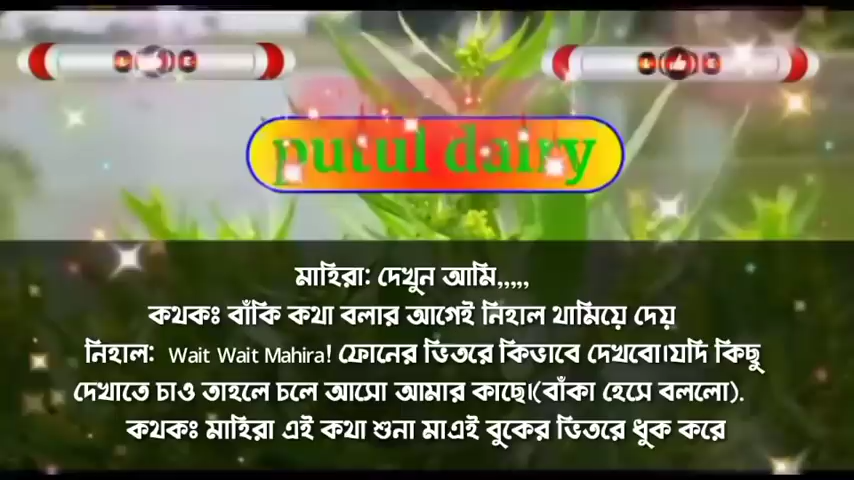 putul dairy
মাহিরা: দেখুন আমি,,,,,
কথকঃ বাঁকি কথা বলার আগেই নিহাল থামিয়ে দেয়
নিহাল: Wait Wait Mahira! ফোনের ভিতরে কিভাবে দেখবো।যদি কিছু
দেখাতে চাও তাহলে চলে আসো আমার কাছে।(বাঁকা হেসে বললো).
কথকঃ মাহিরা এই কথা শুনা মাএই বুকের ভিতরে ধুক করে